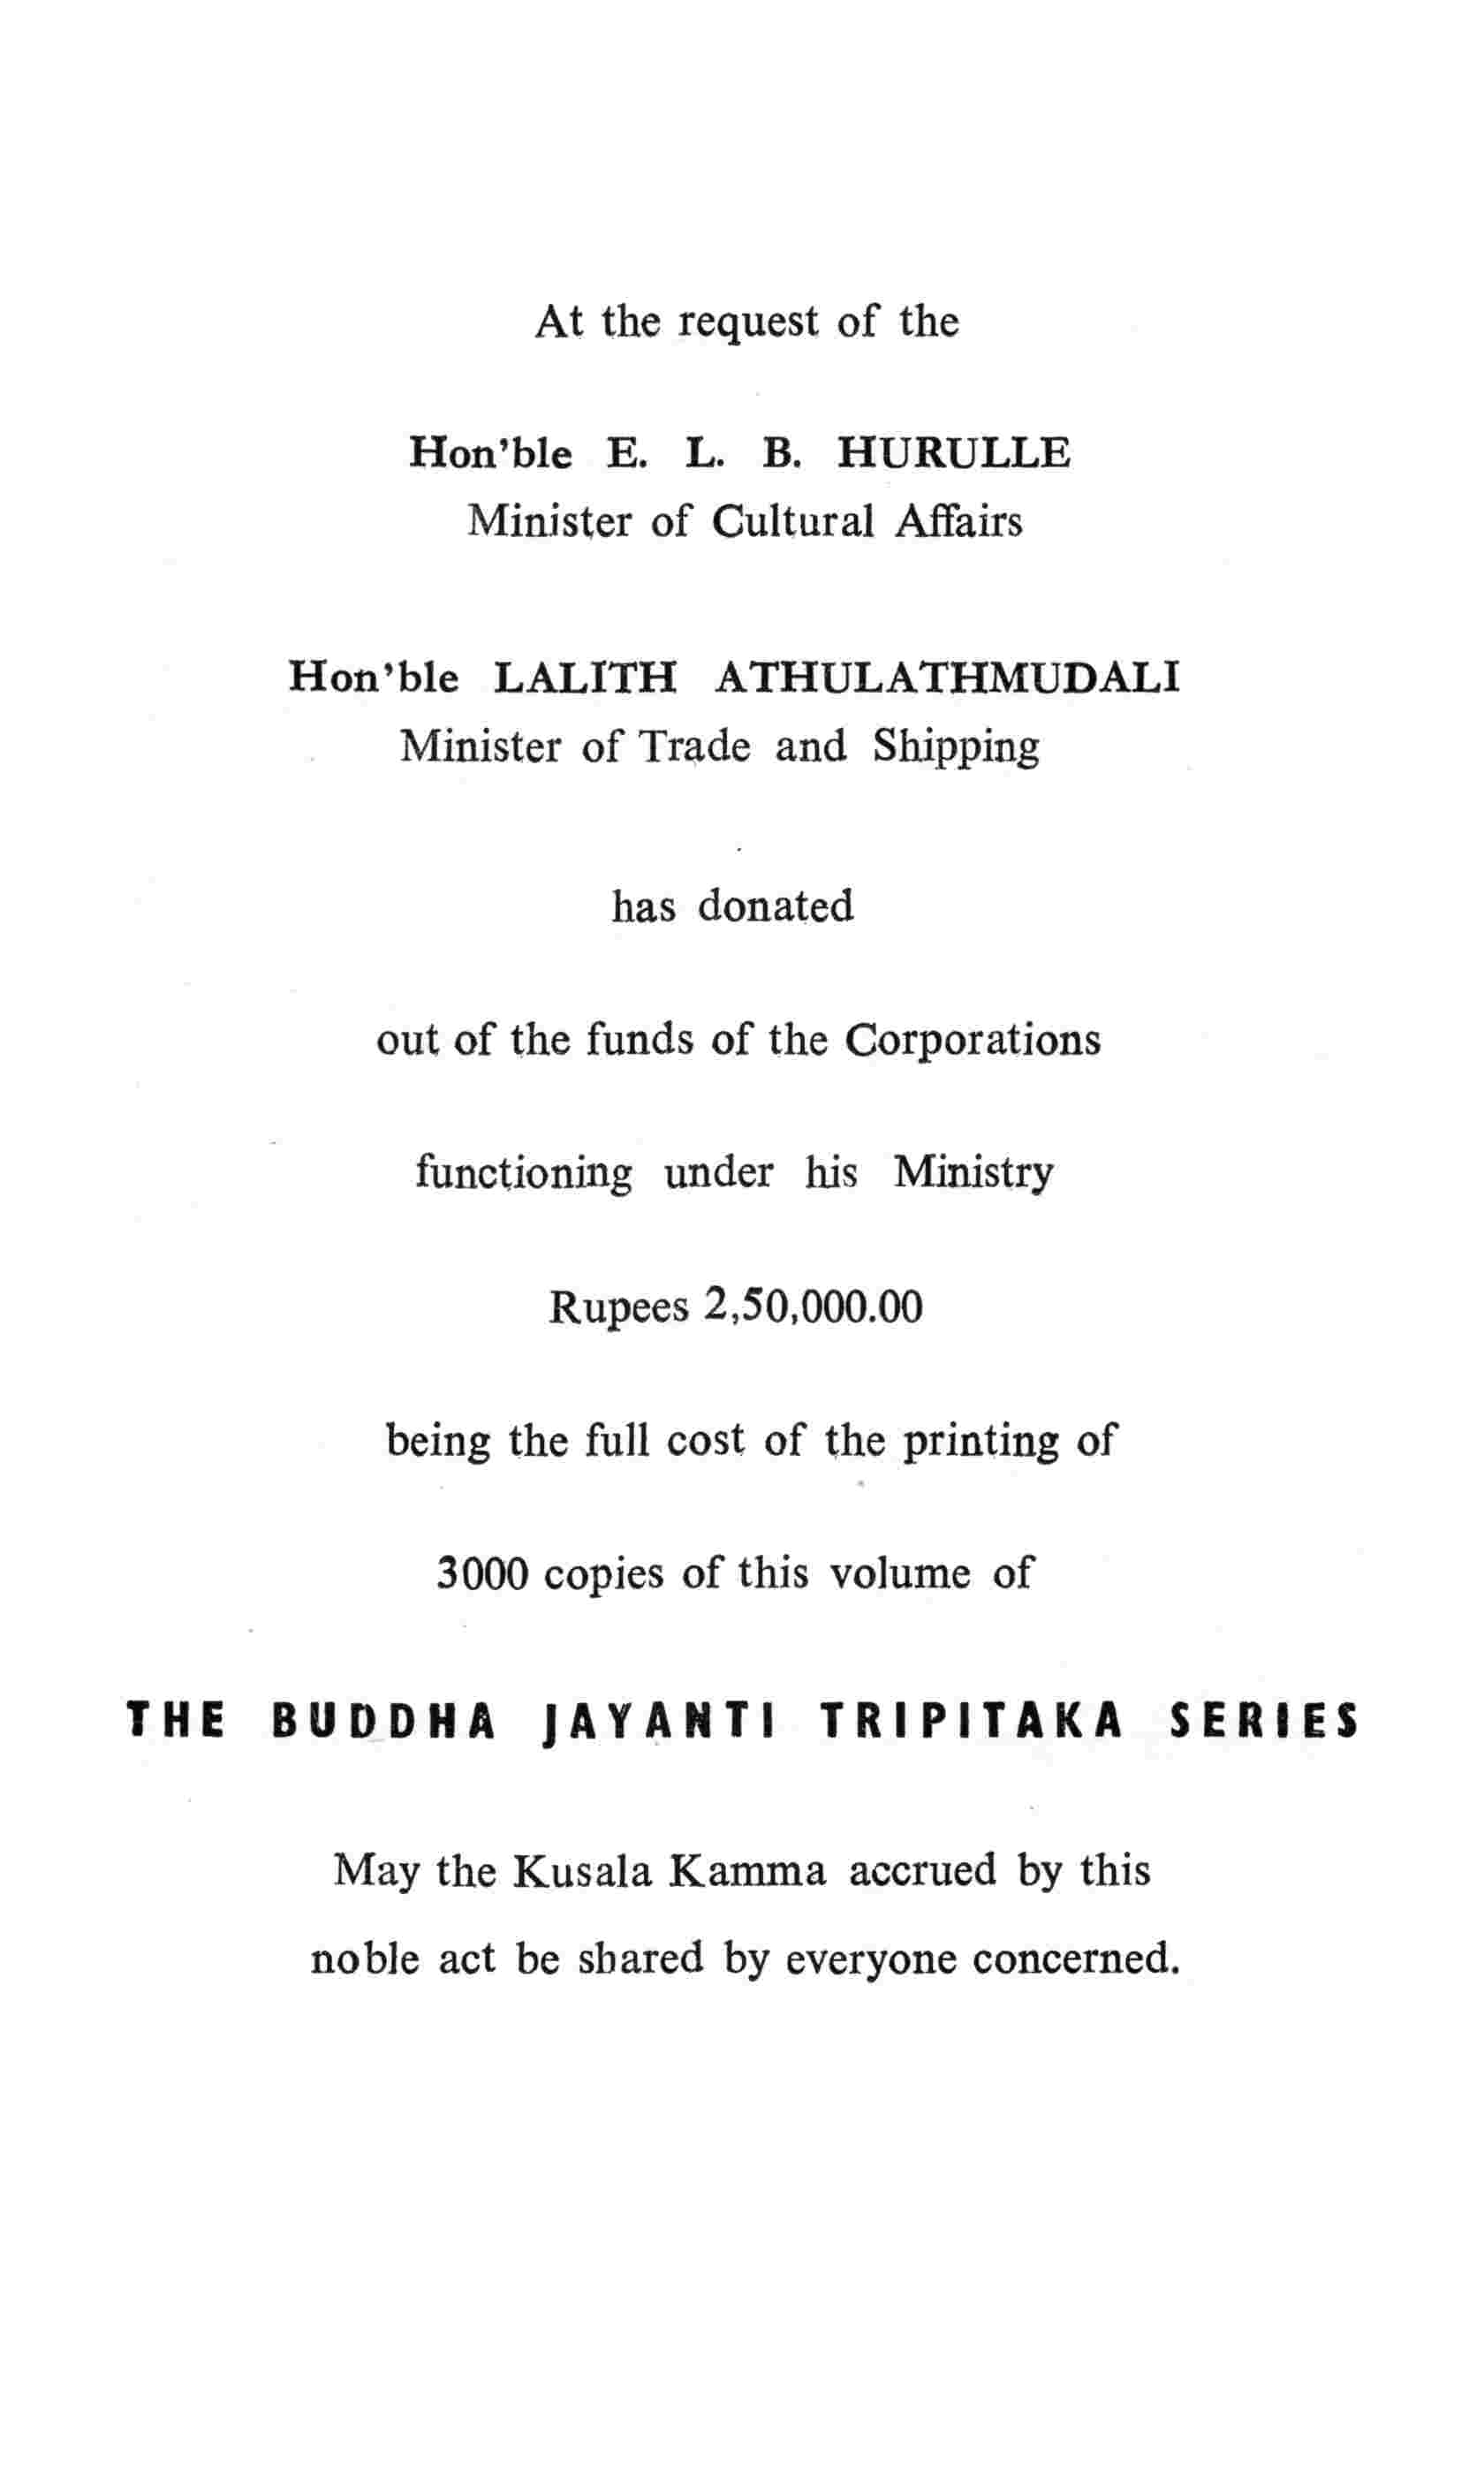 At the request of the
Hon'ble E. L. B. HURULLE
Minister of Cultural Affairs
Hon'ble LALITH ATHULATHMUDALI
Minister of Trade and Shipping
has donated
out of the funds of the Corporations
functioning under his Ministry
Rupees 2,50,000.00
being the full cost of the printing of
3000 copies of this volume of
THE BUDDHA JAYANTI TRIPITAKA SERIES
May the Kusala Kamma accrued by this
noble act be shared by everyone concerned.